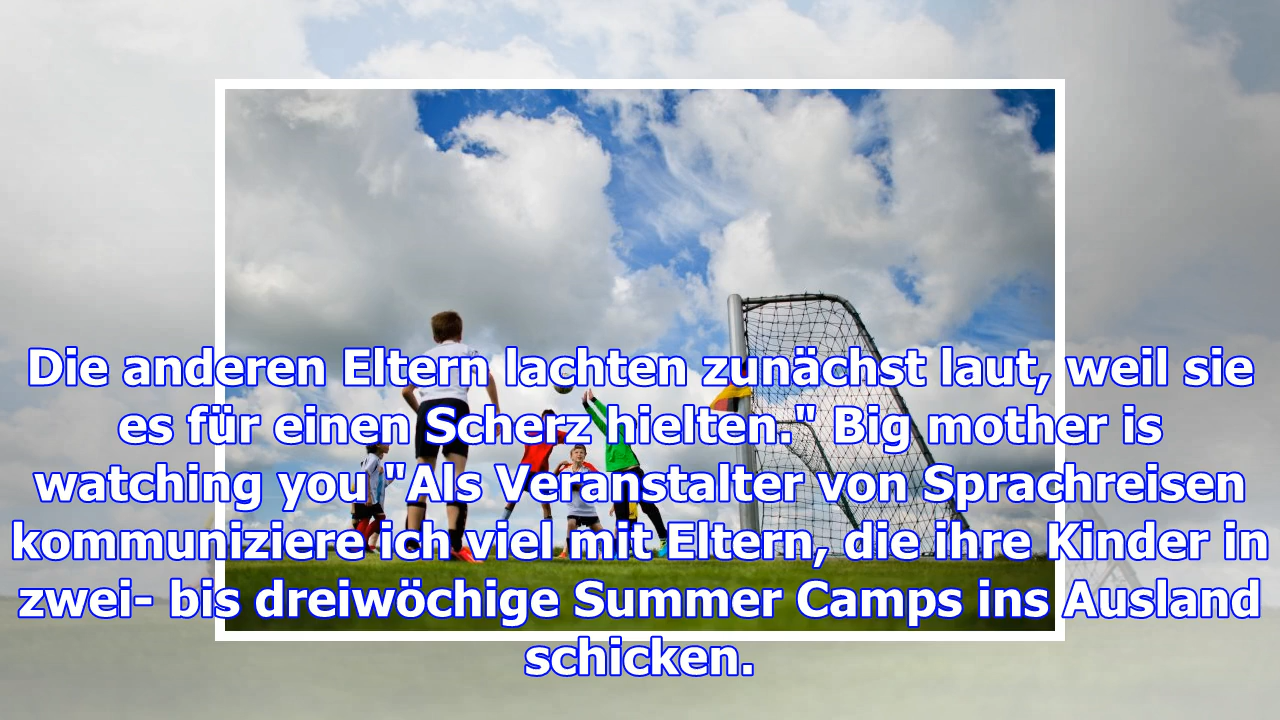 Die anderen Eltern lachten zunächst laut, weil sie
es für einen Scherz hielten." Big mother is
watching you "Als Veranstalter von Sprachreisen
kommuniziere ich viel mit Eltern, die ihre Kinder in
zwei- bis dreiwöchige Summer Camps ins Ausland
schicken.